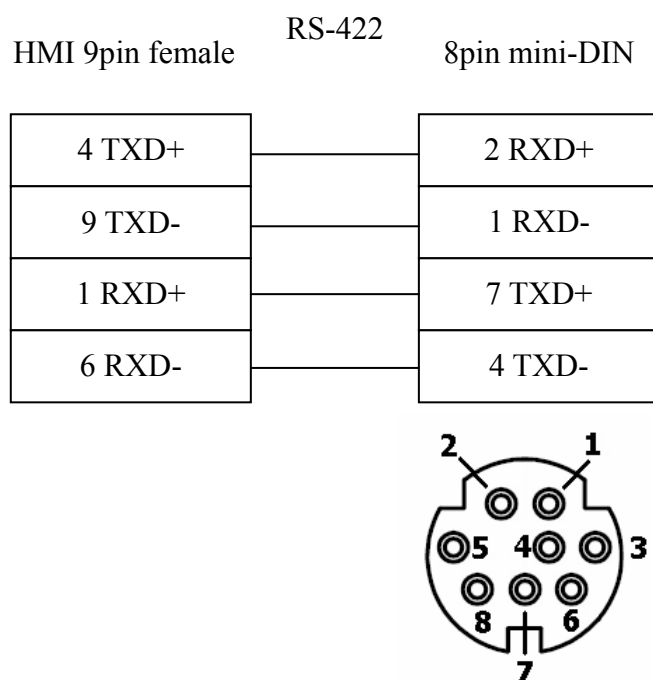 RS-422
HMI 9pin female 8pin mini-DIN
4 TXD+ 2 RXD+
9 TXD- 1 RXD-
1 RXD+ 7 TXD+
6 RXD- 4 TXD-
2 1
5 4 3
8 6
7